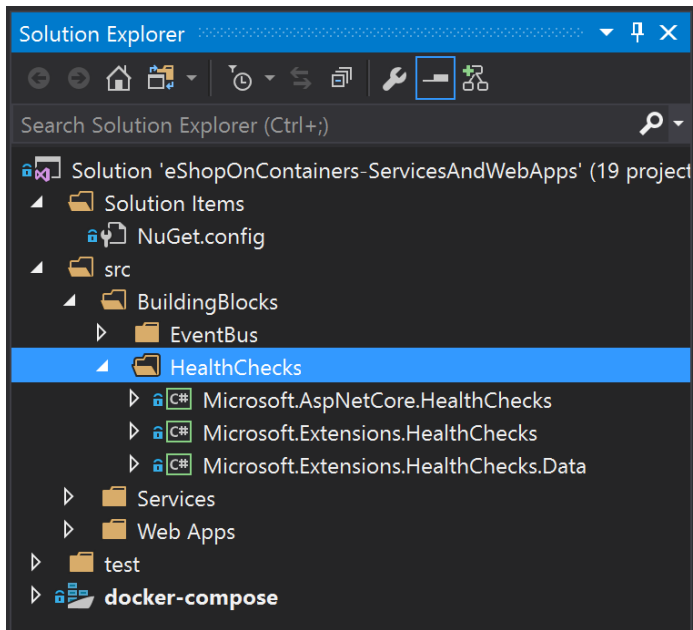 Solution Explorer
Search Solution Explorer (Ctrl+;)
Solution 'eShopOnContainers-ServicesAndWebApps' (19 project
Solution Items
NuGet.config
src
BuildingBlocks
EventBus
HealthChecks
C# Microsoft.AspNetCore.HealthChecks
C# Microsoft.Extensions.HealthChecks
C# Microsoft.Extensions.HealthChecks.Data
Services
Web Apps
test
docker-compose